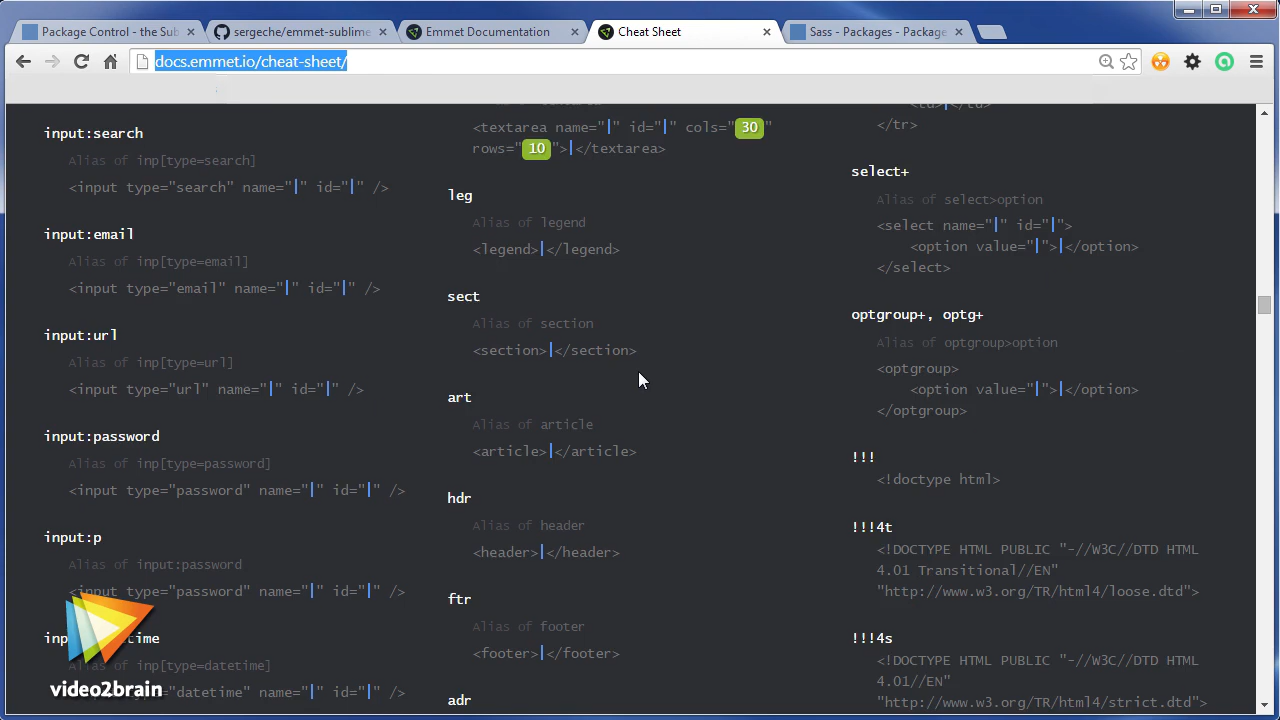 Package Control - the Sub
sergeche/emmet-sublime
Emmet Documentation
Cheat Sheet
Sass - Packages - Package
docs.emmet.io/cheat-sheet/
input:search
Alias of inp[type=search]
<input type="search" name="|" id="|" />
input:email
Alias of inp[type=email]
<input type="email" name="|" id="|" />
input:url
Alias of inp[type=url]
<input type="url" name="|" id="|" />
input:password
Alias of inp[type=password]
<input type="password" name="|" id="|" />
input:p
Alias of input:password
<input type="password" name="|" id="|" />
Alias of inp[type=datetime]
"datetime" name="|" id="|" />
video2brain
<textarea name="|" id="|" cols="30"
rows="10">|</textarea>
leg
Alias of legend
<legend>|</legend>
sect
Alias of section
<section>|</section>
art
Alias of article
<article>|</article>
hdr
Alias of header
<header>|</header>
ftr
Alias of footer
<footer>|</footer>
adr
<td>|</td>
</tr>
select+
Alias of select>option
<select name="|" id="|">
<option value="|">|</option>
</select>
optgroup+, optg+
Alias of optgroup>option
<optgroup>
<option value="|">|</option>
</optgroup>
!!!
<!doctype html>
!!!4t
<!DOCTYPE HTML PUBLIC "-//W3C//DTD HTML
4.01 Transitional//EN"
"http://www.w3.org/TR/html4/loose.dtd">
!!!4s
<!DOCTYPE HTML PUBLIC "-//W3C//DTD HTML
4.01//EN"
"http://www.w3.org/TR/html4/strict.dtd">